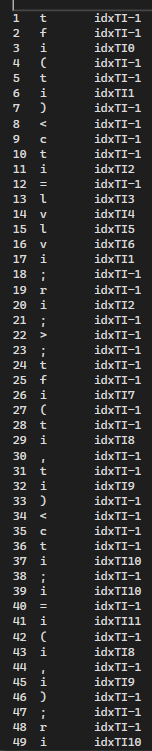 1 t idxTI-1
2 f idxTI-1
3 i idxTI0
4 ( idxTI-1
5 t idxTI-1
6 i idxTI1
7 ) idxTI-1
8 < idxTI-1
9 c idxTI-1
10 t idxTI-1
11 i idxTI2
12 = idxTI-1
13 l idxTI3
14 v idxTI4
15 l idxTI5
16 v idxTI6
17 i idxTI1
18 ; idxTI-1
19 r idxTI-1
20 i idxTI2
21 ; idxTI-1
22 > idxTI-1
23 ; idxTI-1
24 t idxTI-1
25 f idxTI-1
26 i idxTI7
27 ( idxTI-1
28 t idxTI-1
29 i idxTI8
30 , idxTI-1
31 t idxTI-1
32 i idxTI9
33 ) idxTI-1
34 < idxTI-1
35 c idxTI-1
36 t idxTI-1
37 i idxTI10
38 ; idxTI-1
39 i idxTI10
40 = idxTI-1
41 i idxTI11
42 ( idxTI-1
43 i idxTI8
44 , idxTI-1
45 i idxTI9
46 ) idxTI-1
47 ; idxTI-1
48 r idxTI-1
49 i idxTI10